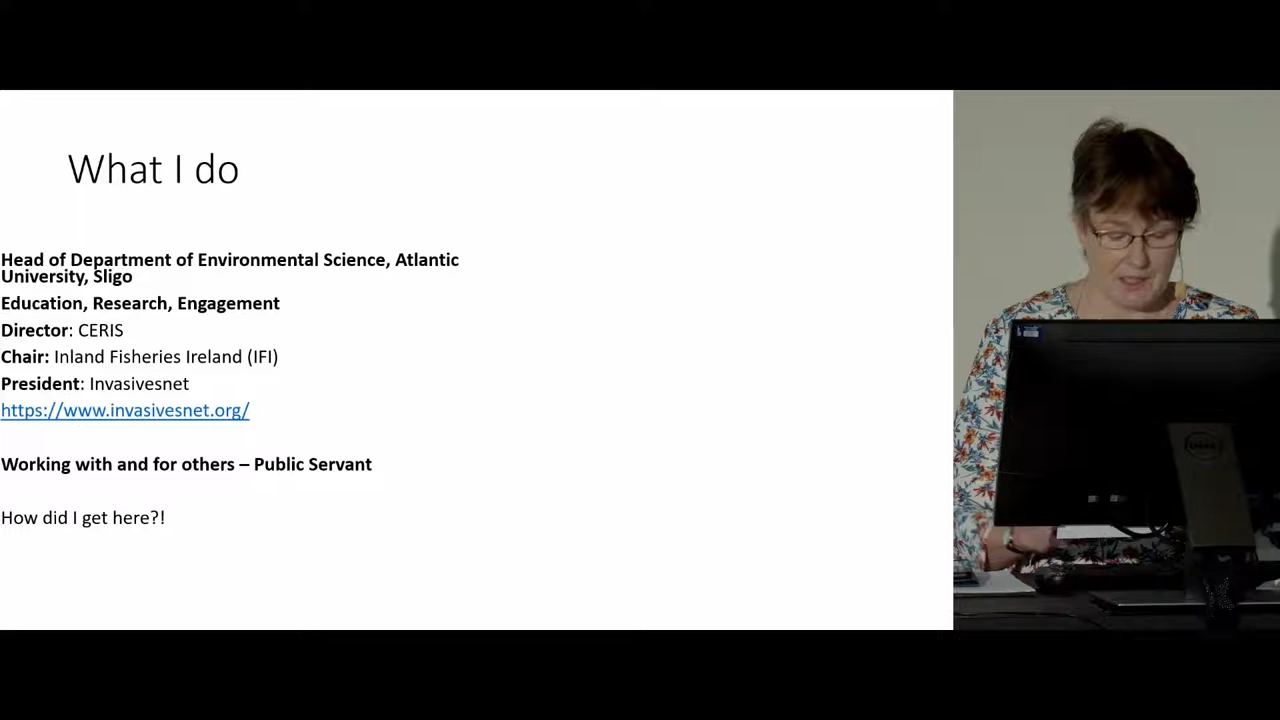 What I do
Head of Department of Environmental Science, Atlantic
University, Sligo
Education, Research, Engagement
Director: CERIS
Chair: Inland Fisheries Ireland (IFI)
President: Invasivesnet
https://www.invasivesnet.org/
Working with and for others – Public Servant
How did I get here?!
DELL